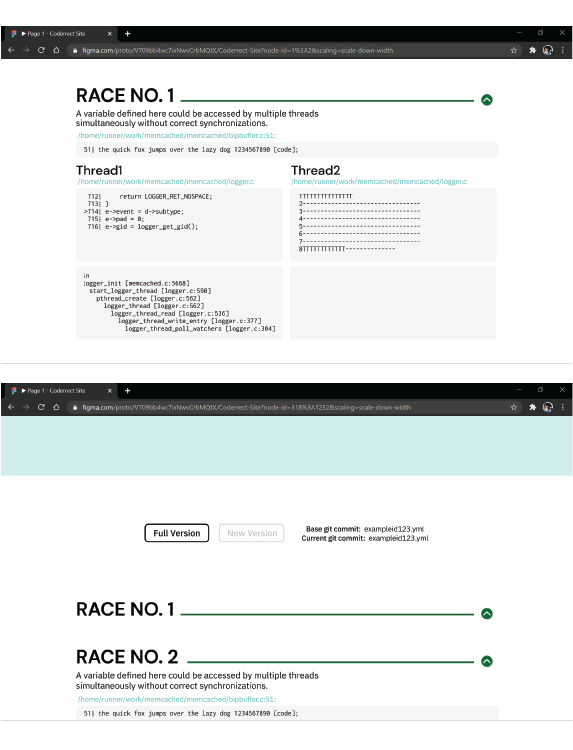 Page 1 - Coderrect Site
figma.com/proto/V709bb4wc7ixNwvCrbMQtX/Coderrect-Site?node-id=1%3A2&scaling=scale-down-width
RACE NO. 1
A variable defined here could be accessed by multiple threads
simultaneously without correct synchronizations.
/home/runner/work/memcached/memcached/bipbuffer.c:51:
51| the quick fox jumps over the lazy dog 1234567890 [code];
Thread1
/home/runner/work/memcached/memcached/logger.c
712| return LOGGER_RET_NOSPACE;
713| }
>714| e->event = d->subtype;
715| e->pad = 0;
716| e->gid = logger_get_gid();
in
logger_init [memcached.c:5668]
start_logger_thread [logger.c:590]
pthread_create [logger.c:562]
logger_thread [logger.c:562]
logger_thread_read [logger.c:536]
logger_thread_write_entry [logger.c:377]
logger_thread_poll_watchers [logger.c:304]
Thread2
/home/runner/work/memcached/memcached/logger.c
1TTTTTTTTTTTTTT
2----------------------------------
3----------------------------------
4----------------------------------
5----------------------------------
6----------------------------------
7----------------------------------
8TTTTTTTTTTTT--------------
Page 1 - Coderrect Site
figma.com/proto/V709bb4wc7ixNwvCrbMQtX/Coderrect-Site?node-id=318%3A1252&scaling=scale-down-width
Full Version
New Version
Base git commit: exampleid123.yml
Current git commit: exampleid123.yml
RACE NO. 1
RACE NO. 2
A variable defined here could be accessed by multiple threads
simultaneously without correct synchronizations.
/home/runner/work/memcached/memcached/bipbuffer.c:51:
51| the quick fox jumps over the lazy dog 1234567890 [code];